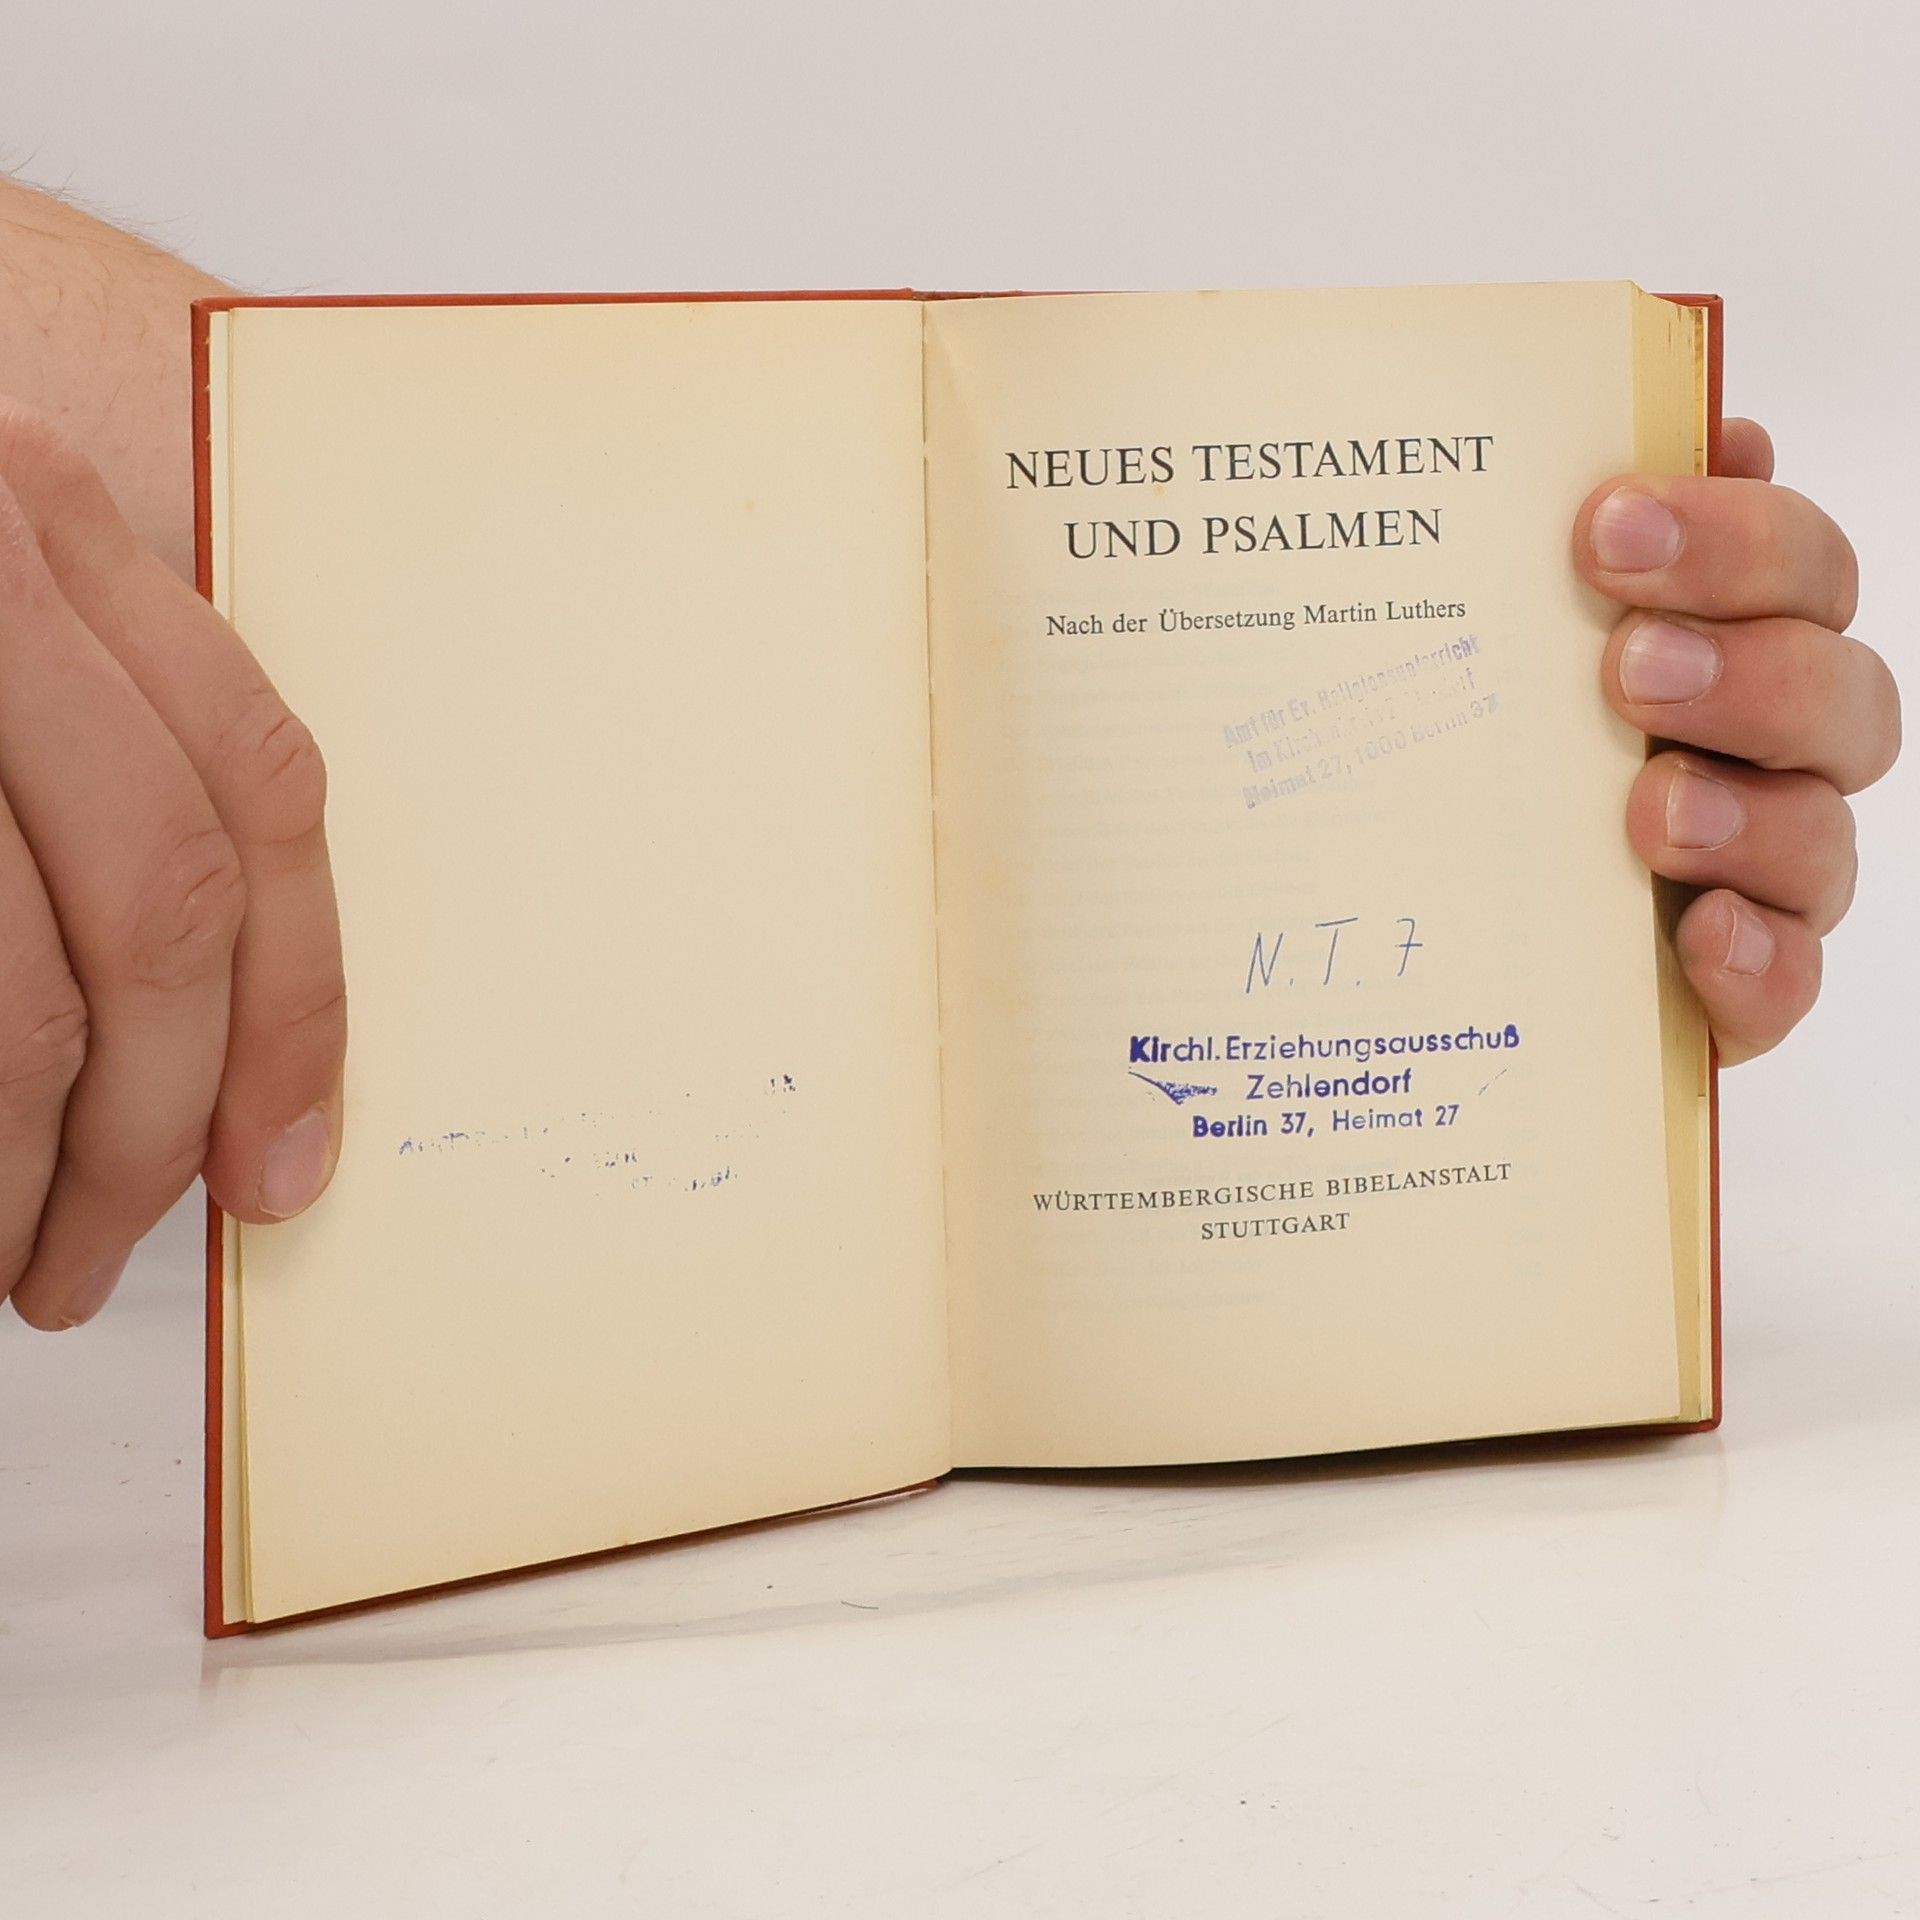 NEUES TESTAMENT
UND PSALMEN
Nach der Übersetzung Martin Luthers
Amt für Ev. Religionsunterricht
Im
Heimat 27, 1000 Berlin 37
N. T. 7
Kirchl. Erziehungsausschuß
Zehlendorf
Berlin 37, Heimat 27
WÜRTTEMBERGISCHE BIBELANSTALT
STUTTGART